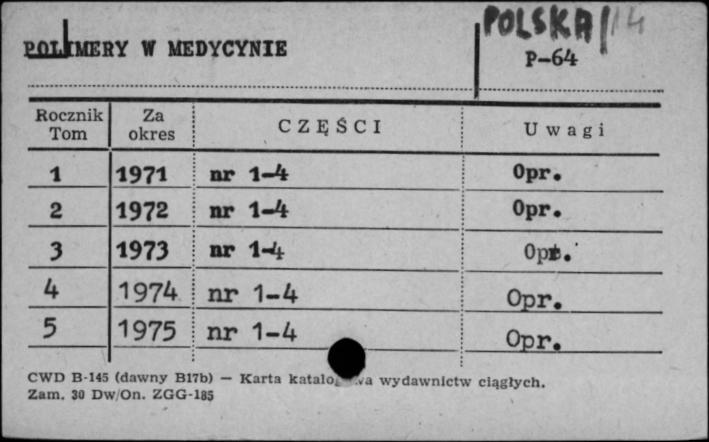 POLSKA/14
POLIMERY W MEDYCYNIE
P-64
Rocznik Tom Za okres CZĘŚCI Uwagi
1 1971 nr 1-4 Opr.
2 1972 nr 1-4 Opr.
3 1973 nr 1-4 Opr.
4 1974 nr 1-4 Opr.
5 1975 nr 1-4 Opr.
CWD B-145 (dawny B17b) — Karta wydawnictw ciągłych.
Zam. 30 Dw/On. ZGG-185